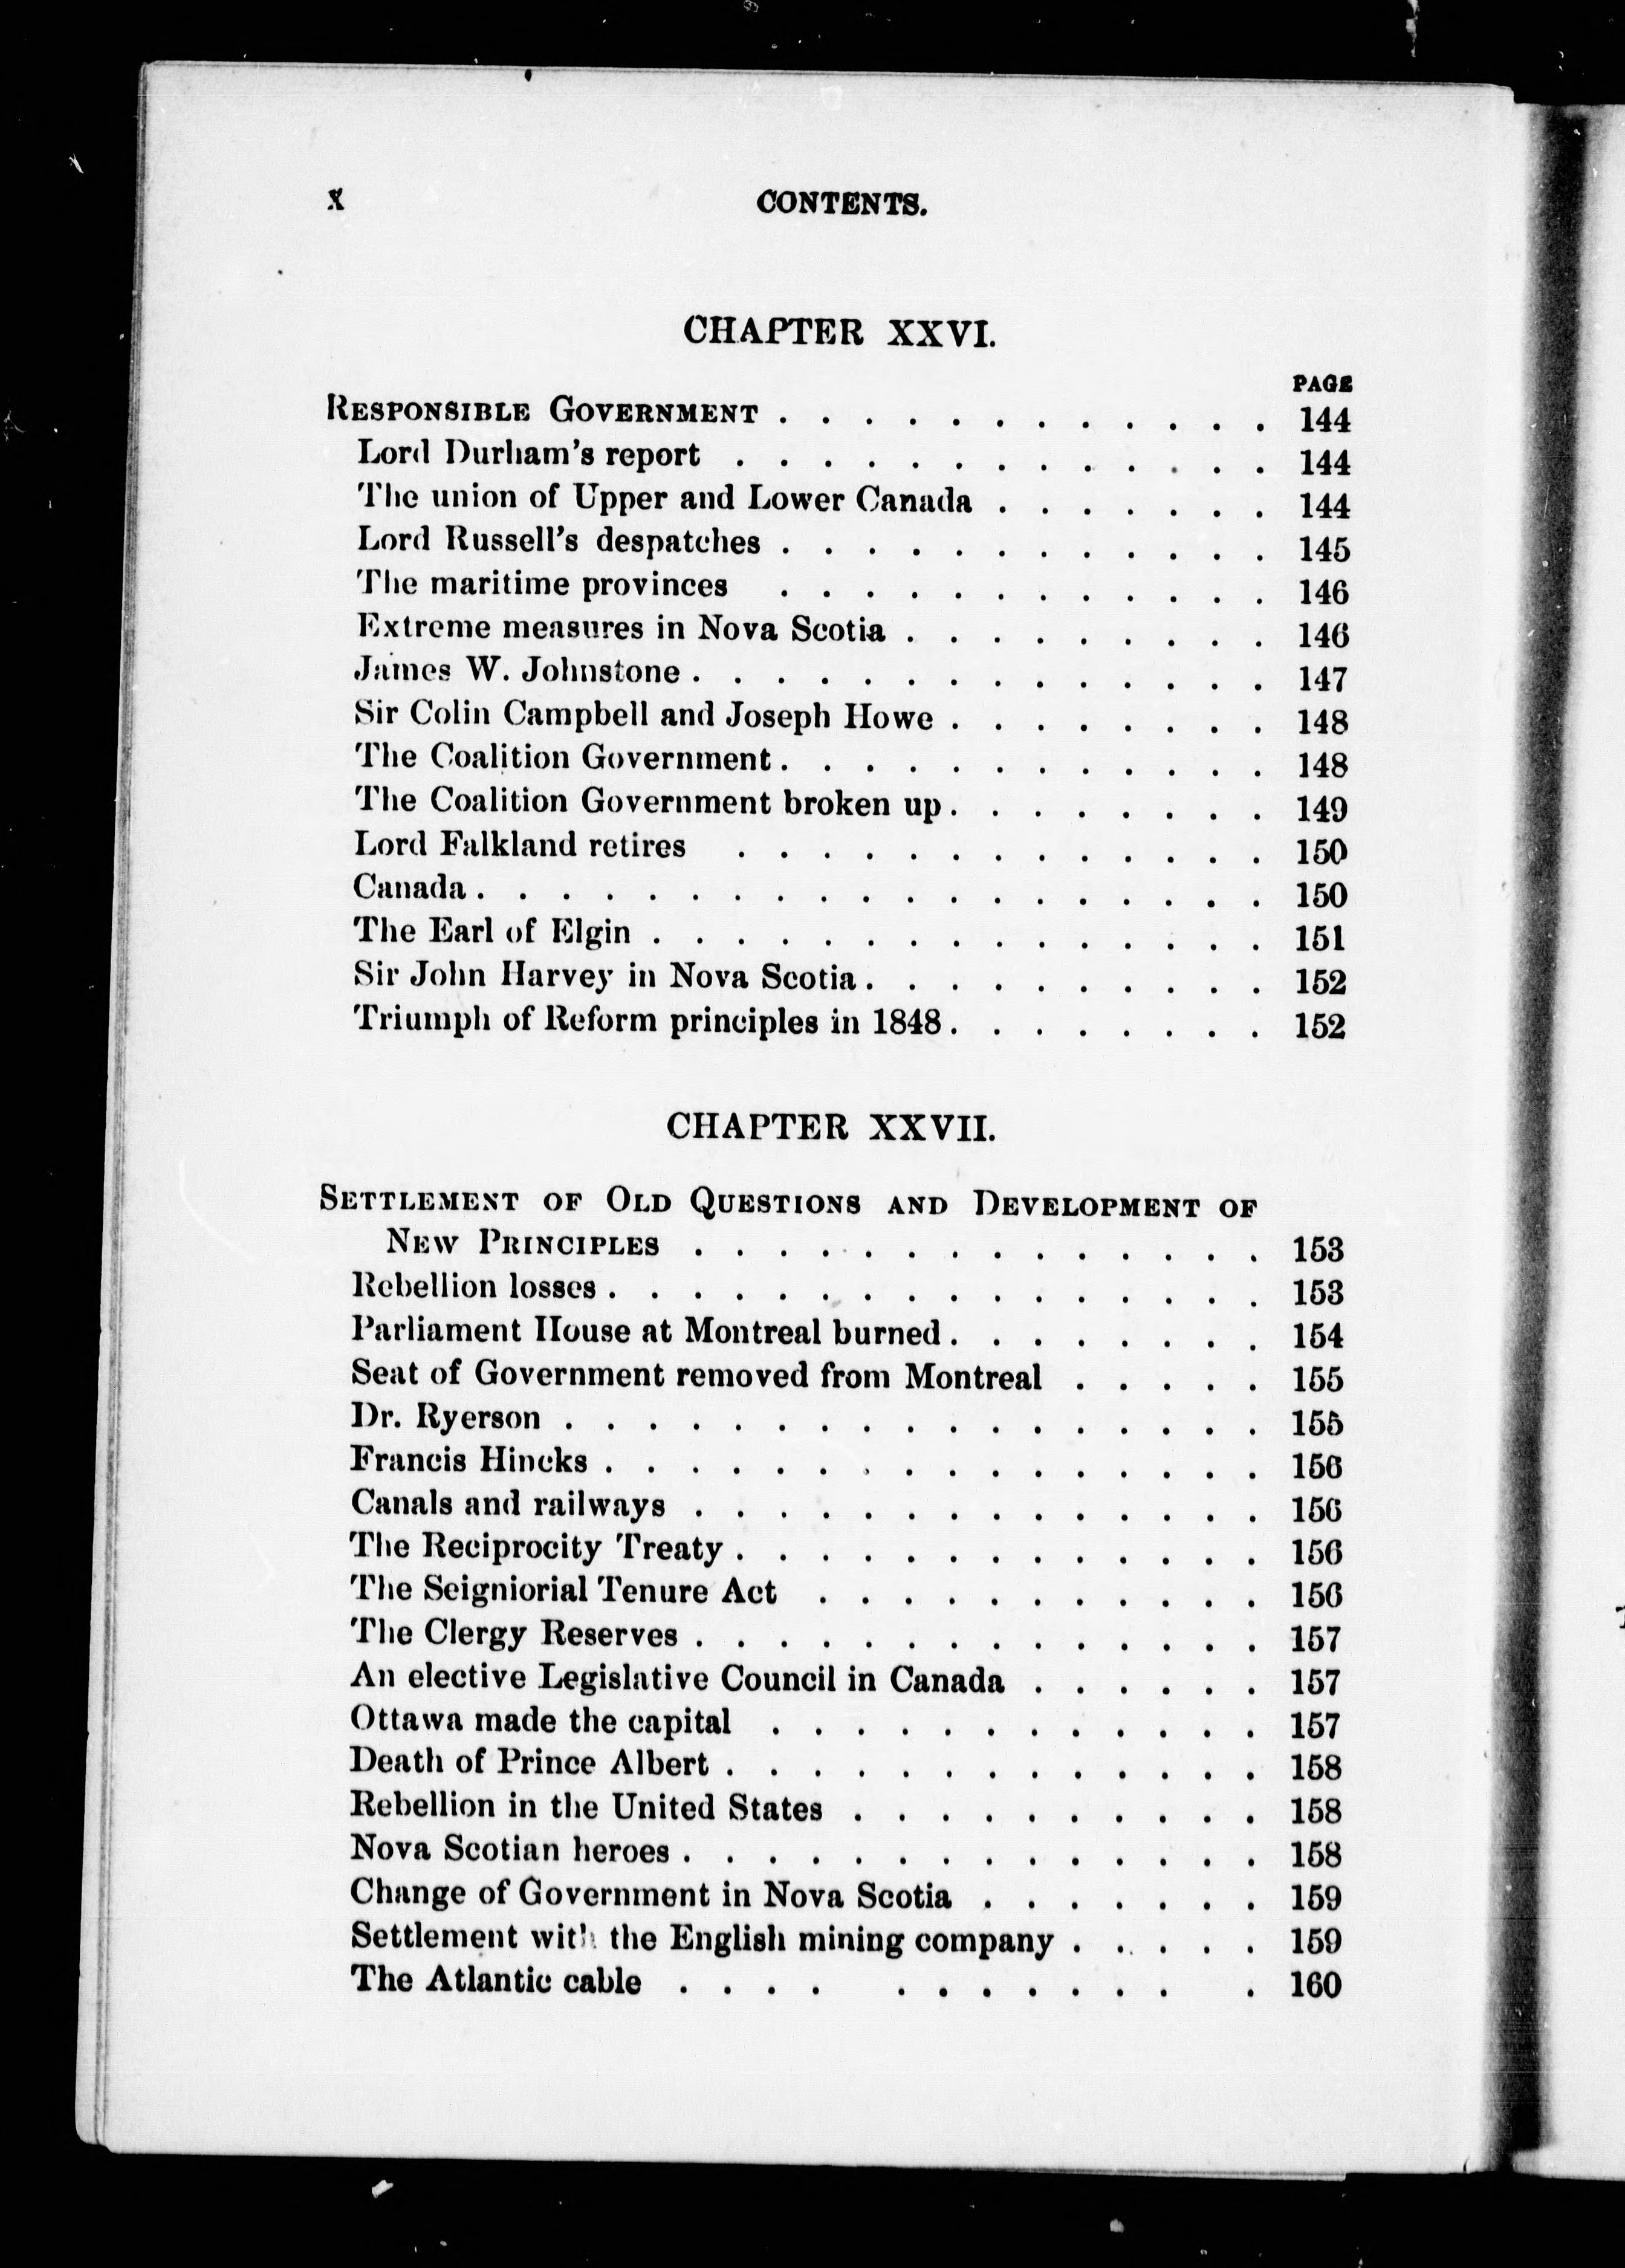 x CONTENTS.
CHAPTER XXVI.
PAGE
RESPONSIBLE GOVERNMENT . . . . . . . . . . . . 144
Lord Durham's report . . . . . . . . . . . . . 144
The union of Upper and Lower Canada . . . . . . . 144
Lord Russell's despatches . . . . . . . . . . . . 145
The maritime provinces . . . . . . . . . . . . 146
Extreme measures in Nova Scotia . . . . . . . . . 146
James W. Johnstone . . . . . . . . . . . . . . 147
Sir Colin Campbell and Joseph Howe . . . . . . . . 148
The Coalition Government . . . . . . . . . . . . 148
The Coalition Government broken up . . . . . . . . 149
Lord Falkland retires . . . . . . . . . . . . . 150
Canada . . . . . . . . . . . . . . . . . . . 150
The Earl of Elgin . . . . . . . . . . . . . . . 151
Sir John Harvey in Nova Scotia . . . . . . . . . . 152
Triumph of Reform principles in 1848 . . . . . . . . 152
CHAPTER XXVII.
SETTLEMENT OF OLD QUESTIONS AND DEVELOPMENT OF
NEW PRINCIPLES . . . . . . . . . . . . . . 153
Rebellion losses . . . . . . . . . . . . . . . . 153
Parliament House at Montreal burned . . . . . . . . 154
Seat of Government removed from Montreal . . . . . 155
Dr. Ryerson . . . . . . . . . . . . . . . . . 155
Francis Hincks . . . . . . . . . . . . . . . . 156
Canals and railways . . . . . . . . . . . . . . 156
The Reciprocity Treaty . . . . . . . . . . . . . 156
The Seigniorial Tenure Act . . . . . . . . . . . 156
The Clergy Reserves . . . . . . . . . . . . . . 157
An elective Legislative Council in Canada . . . . . . 157
Ottawa made the capital . . . . . . . . . . . . 157
Death of Prince Albert . . . . . . . . . . . . . 158
Rebellion in the United States . . . . . . . . . . 158
Nova Scotian heroes . . . . . . . . . . . . . . 158
Change of Government in Nova Scotia . . . . . . . 159
Settlement with the English mining company . . . . . 159
The Atlantic cable . . . . . . . . . . . . 160